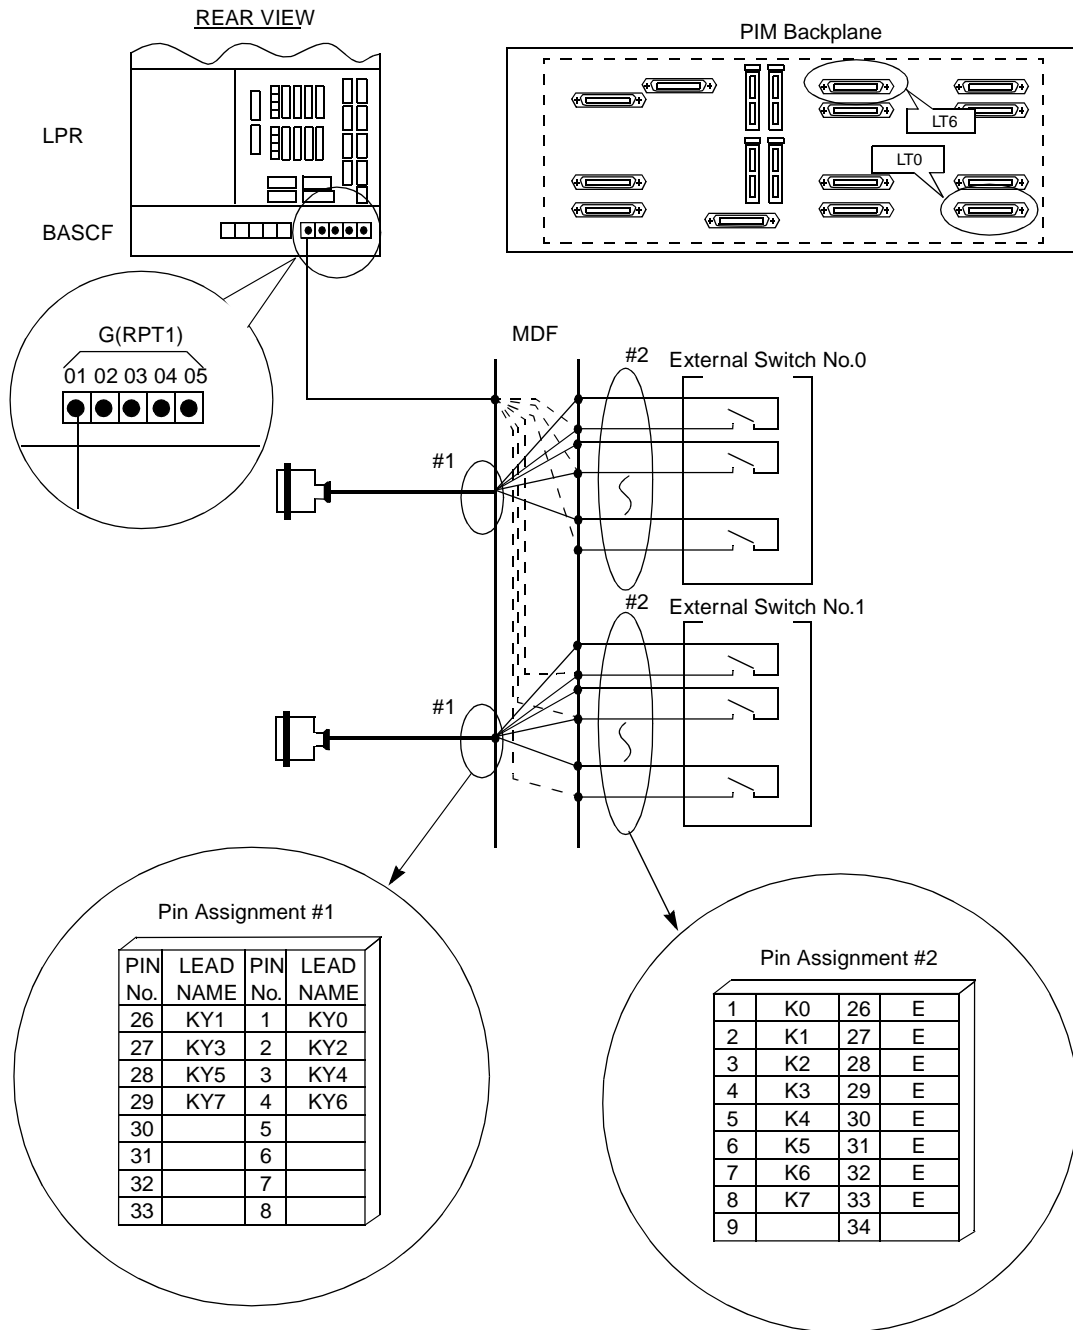 REAR VIEW
PIM Backplane
LPR
LT6
LT0
BASCF
G(RPT1)
01 02 03 04 05
MDF
#2
External Switch No.0
#1
#2
External Switch No.1
#1
Pin Assignment #1
PIN No. LEAD NAME PIN No. LEAD NAME
26 KY1 1 KY0
27 KY3 2 KY2
28 KY5 3 KY4
29 KY7 4 KY6
30 5
31 6
32 7
33 8
Pin Assignment #2
1 K0 26 E
2 K1 27 E
3 K2 28 E
4 K3 29 E
5 K4 30 E
6 K5 31 E
7 K6 32 E
8 K7 33 E
9 34